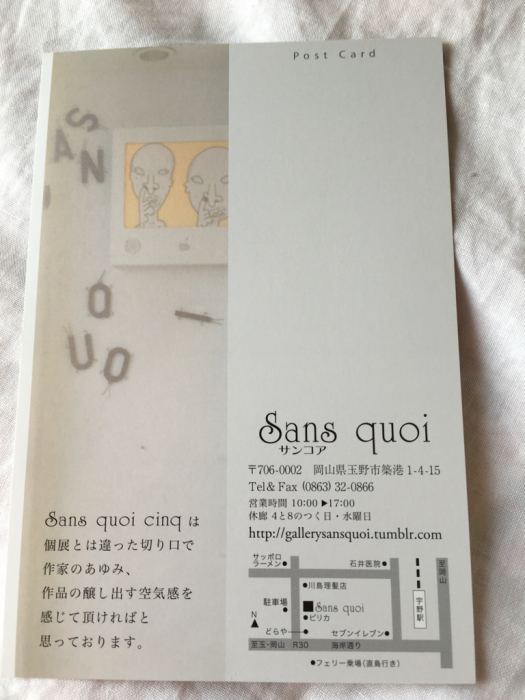 Post Card
S
A
N
Q
U
O
I
Sans quoi
サンコア
〒706-0002 岡山県玉野市築港 1-4-15
Tel& Fax (0863) 32-0866
営業時間 10:00 ▶17:00
休廊 4と8のつく日・水曜日
http://gallerysansquoi.tumblr.com
Sans quoi cinq は
個展とは違った切り口で
作家のあゆみ、
作品の醸し出す空気感を
感じて頂ければと
思っております。
サッポロ
ラーメン
石井医院
至岡山
川島理髪店
駐車場
Sans quoi
ピリカ
宇野駅
N
どらや
セブンイレブン
至玉・岡山 R30 海岸通り
フェリー乗場(直島行き)